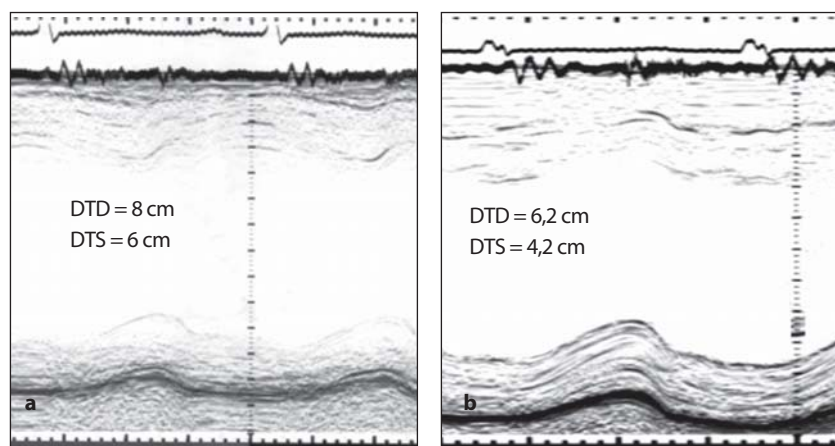 DTD = 8 cm
DTS = 6 cm
a
DTD = 6,2 cm
DTS = 4,2 cm
b